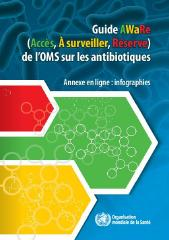 Guide AWaRe
(Accès, À surveiller, Réserve)
de l'OMS sur les antibiotiques
Annexe en ligne : infographies
Organisation
mondiale de la Santé